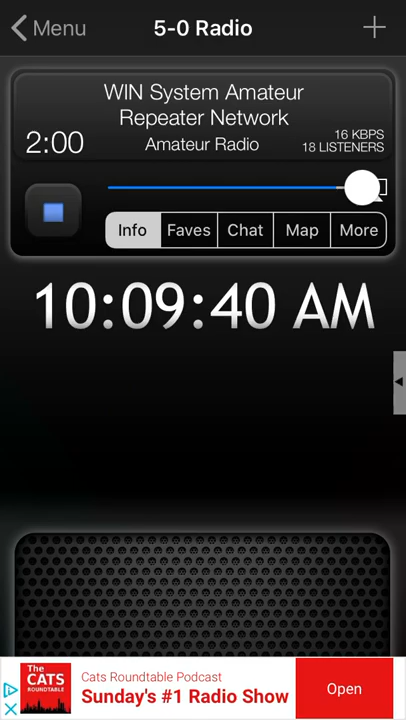 Menu
5-0 Radio
WIN System Amateur
Repeater Network
2:00
Amateur Radio
16 KBPS
18 LISTENERS
Info
Faves
Chat
Map
More
10:09:40 AM
The
CATS
ROUNDTABLE
Cats Roundtable Podcast
Sunday's #1 Radio Show
Open